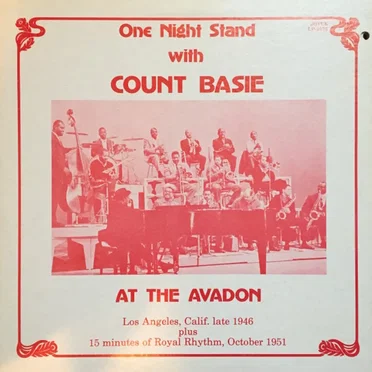 One Night Stand
with
COUNT BASIE
AT THE AVADON
Los Angeles, Calif. late 1946
plus
15 minutes of Royal Rhythm, October 1951